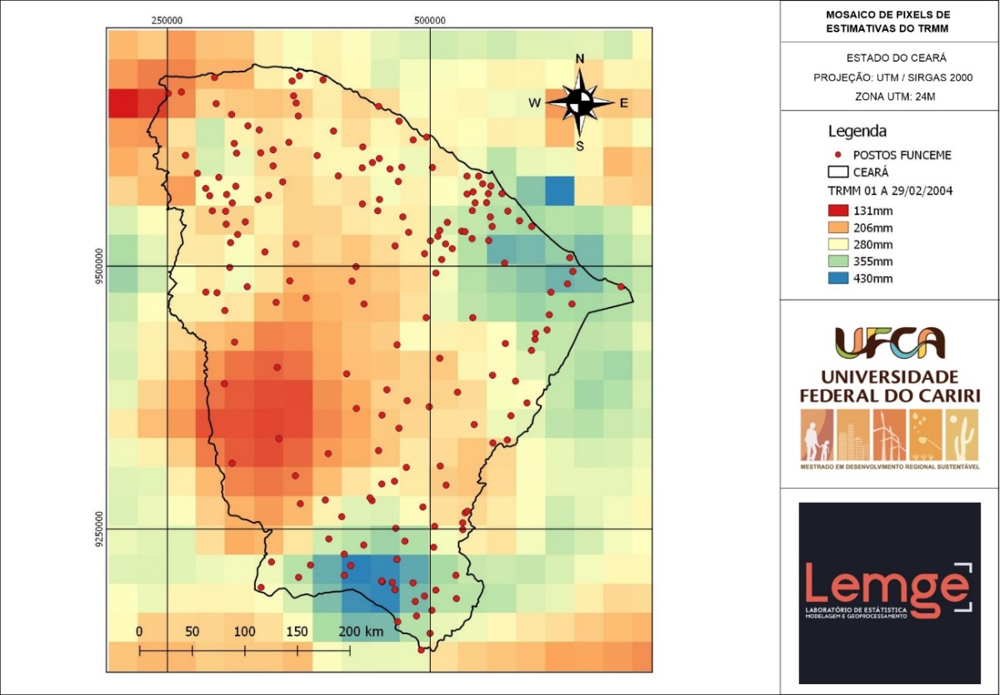 250000
500000
9500000
9250000
N
W
E
S
0 50 100 150 200 km
MOSAICO DE PIXELS DE
ESTIMATIVAS DO TRMM
ESTADO DO CEARÁ
PROJEÇÃO: UTM / SIRGAS 2000
ZONA UTM: 24M
Legenda
POSTOS FUNCEME
CEARÁ
TRMM 01 A 29/02/2004
131mm
206mm
280mm
355mm
430mm
UFCA
UNIVERSIDADE
FEDERAL DO CARIRI
MESTRADO EM DESENVOLVIMENTO REGIONAL SUSTENTÁVEL
Lemge
LABORATÓRIO DE ESTÁTISTICA
MODELAGEM E GEOPROCESSAMENTO